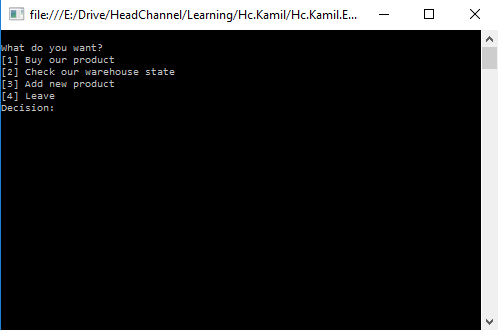 file:///E:/Drive/HeadChannel/Learning/Hc.Kamil/Hc.Kamil.E...
What do you want?
[1] Buy our product
[2] Check our warehouse state
[3] Add new product
[4] Leave
Decision: